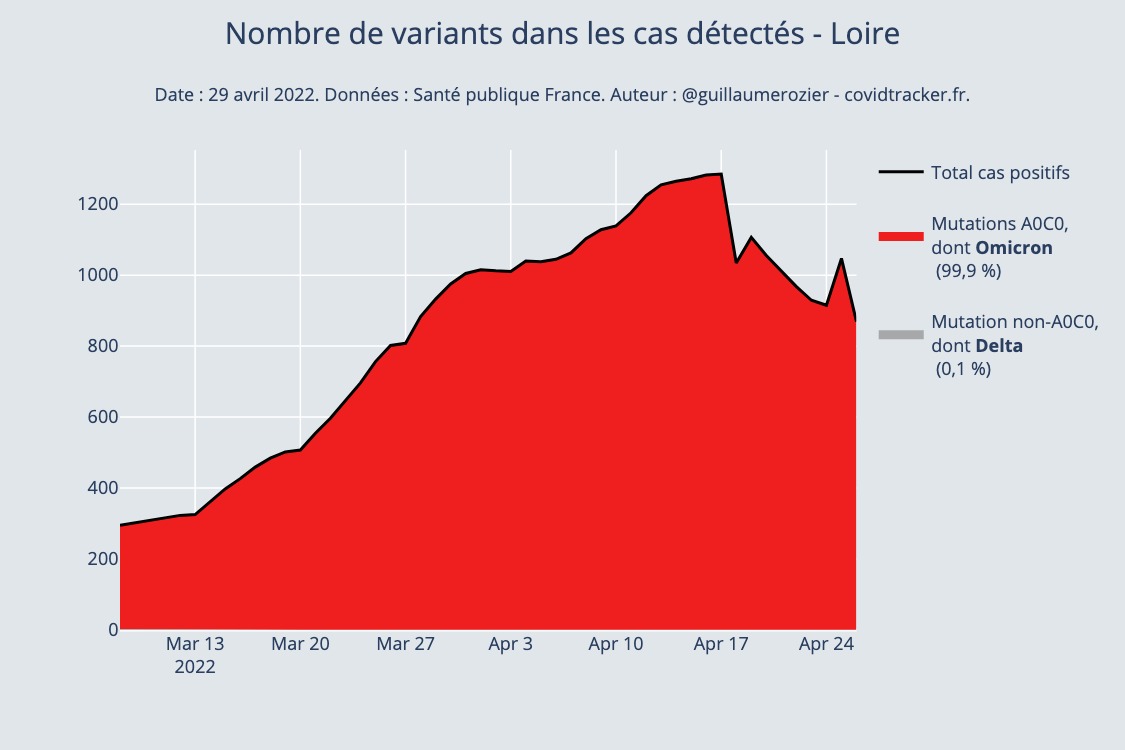 Nombre de variants dans les cas détectés - Loire
Date : 29 avril 2022. Données : Santé publique France. Auteur : @guillaumerozier - covidtracker.fr.
Total cas positifs
Mutations A0C0,
dont Omicron
(99,9 %)
Mutation non-A0C0,
dont Delta
(0,1 %)
1200
1000
800
600
400
200
0
Mar 13 Mar 20 Mar 27 Apr 3 Apr 10 Apr 17 Apr 24
2022